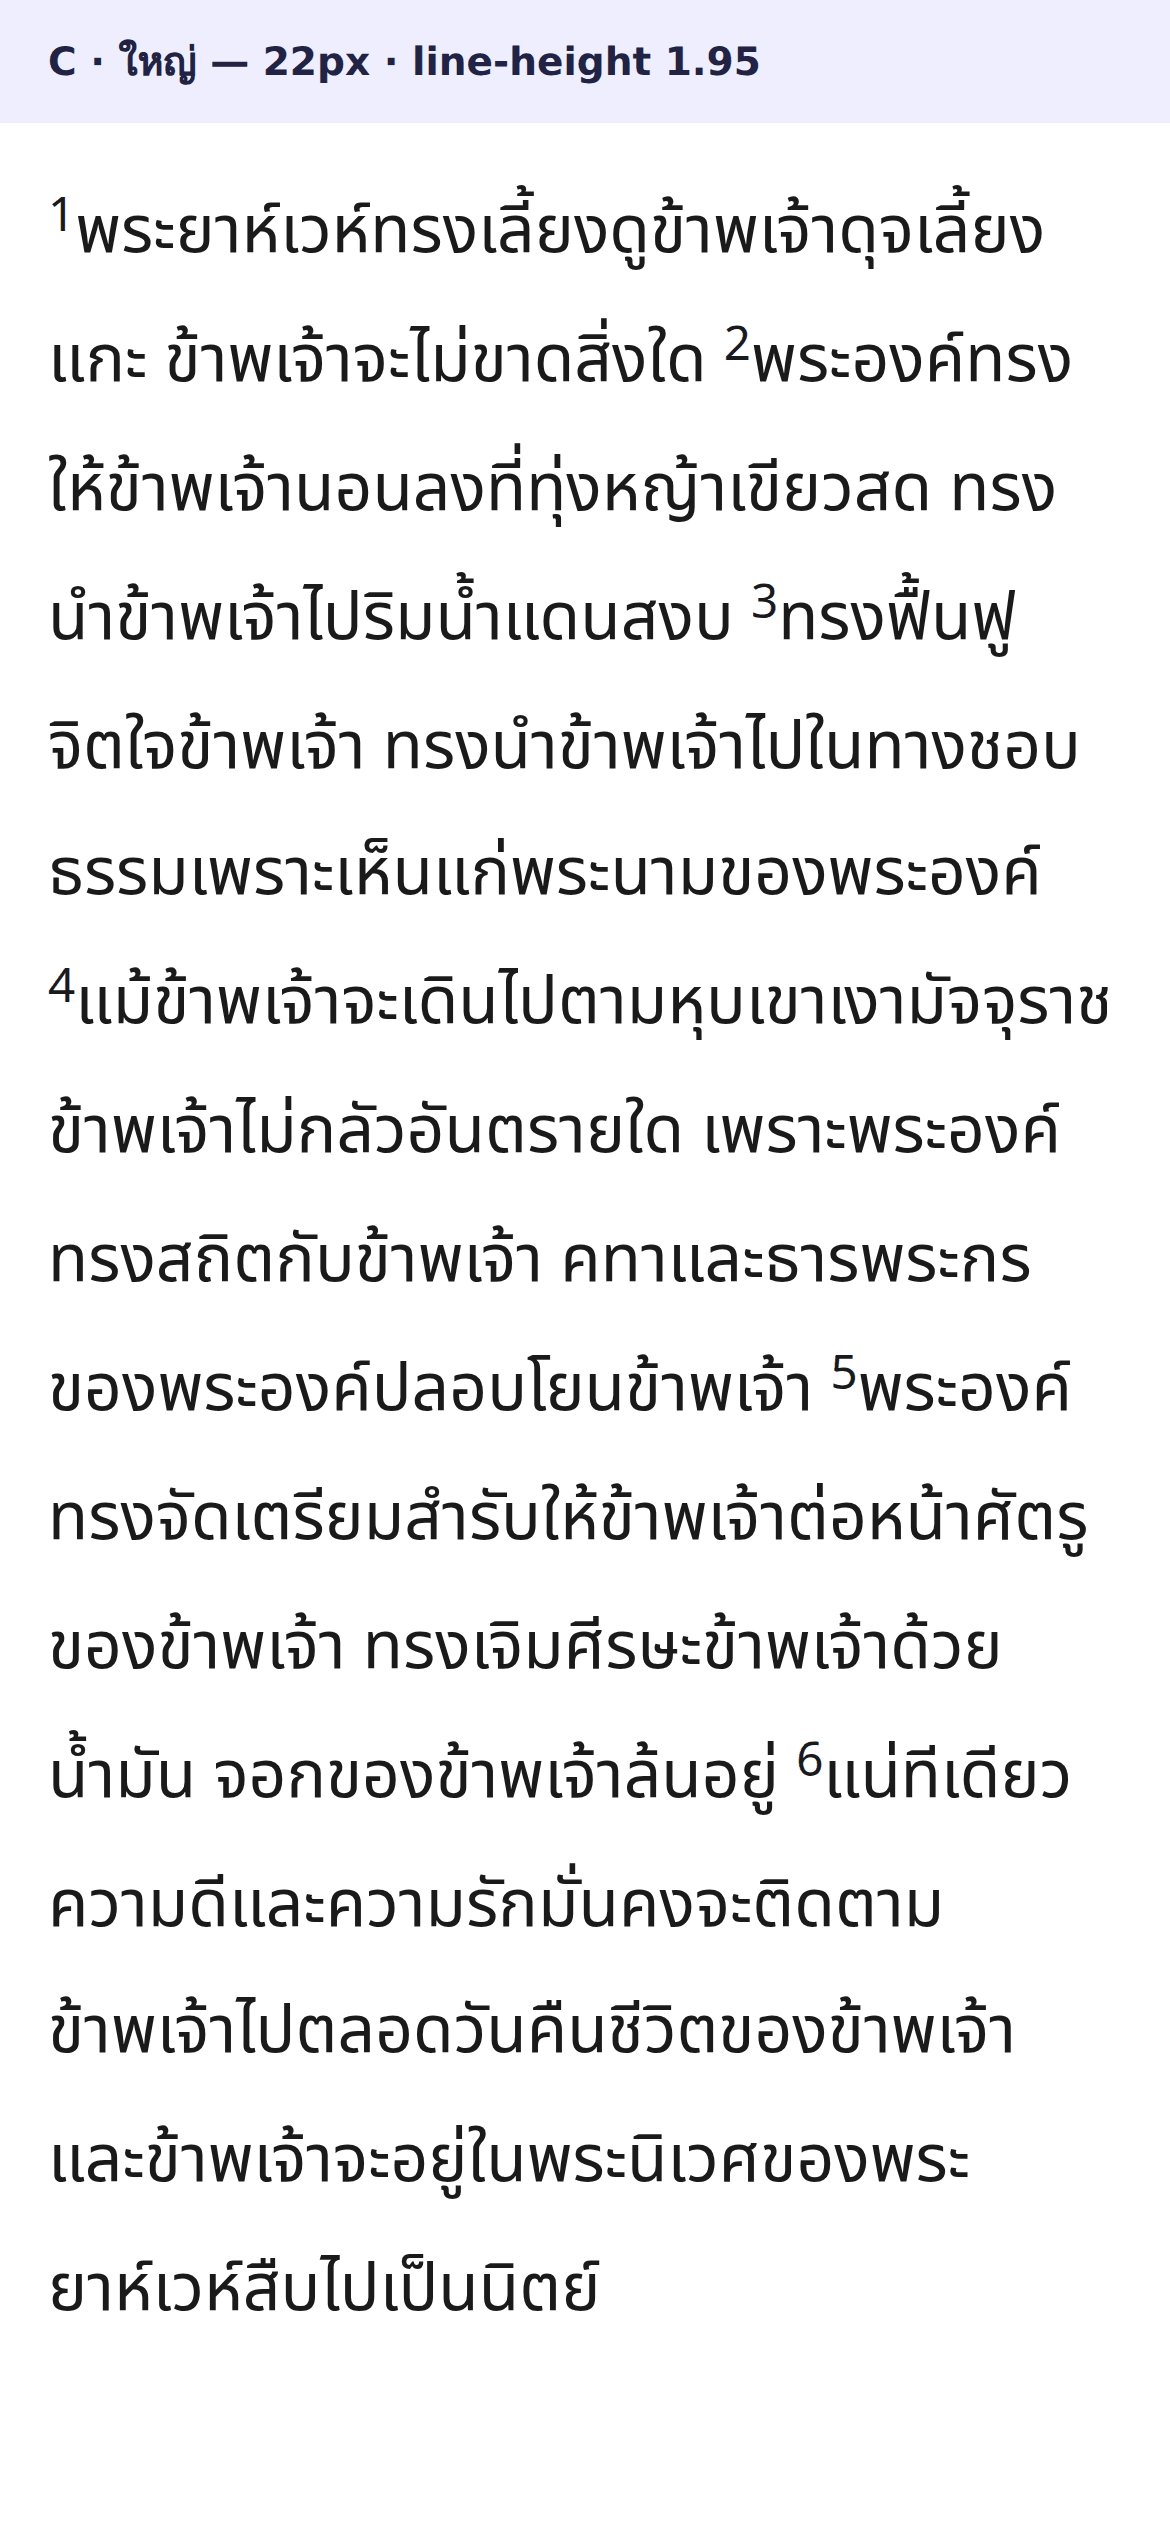 C · ใหญ่ — 22px · line-height 1.95
1พระยาห์เวห์ทรงเลี้ยงดูข้าพเจ้าดุจเลี้ยง
แกะ ข้าพเจ้าจะไม่ขาดสิ่งใด 2พระองค์ทรง
ให้ข้าพเจ้านอนลงที่ทุ่งหญ้าเขียวสด ทรง
นำข้าพเจ้าไปริมน้ำแดนสงบ 3ทรงฟื้นฟู
จิตใจข้าพเจ้า ทรงนำข้าพเจ้าไปในทางชอบ
ธรรมเพราะเห็นแก่พระนามของพระองค์
4แม้ข้าพเจ้าจะเดินไปตามหุบเขาเงามัจจุราช
ข้าพเจ้าไม่กลัวอันตรายใด เพราะพระองค์
ทรงสถิตกับข้าพเจ้า คทาและธารพระกร
ของพระองค์ปลอบโยนข้าพเจ้า 5พระองค์
ทรงจัดเตรียมสำรับให้ข้าพเจ้าต่อหน้าศัตรู
ของข้าพเจ้า ทรงเจิมศีรษะข้าพเจ้าด้วย
น้ำมัน จอกของข้าพเจ้าล้นอยู่ 6แน่ทีเดียว
ความดีและความรักมั่นคงจะติดตาม
ข้าพเจ้าไปตลอดวันคืนชีวิตของข้าพเจ้า
และข้าพเจ้าจะอยู่ในพระนิเวศของพระ
ยาห์เวห์สืบไปเป็นนิตย์